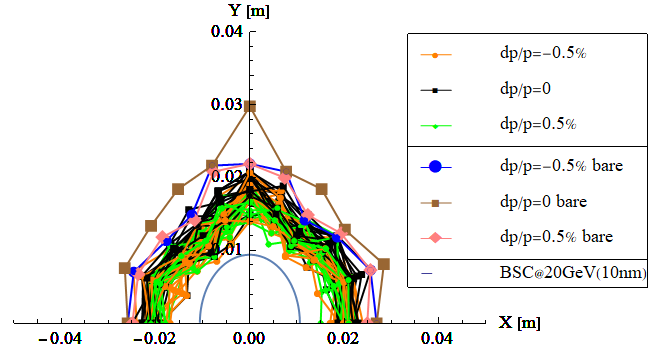 Y [m]
0.04
0.03
0.02
0.01
-0.04
-0.02
0.00
0.02
0.04
X [m]
dp/p=-0.5%
dp/p=0
dp/p=0.5%
dp/p=-0.5% bare
dp/p=0 bare
dp/p=0.5% bare
BSC@20GeV(10nm)